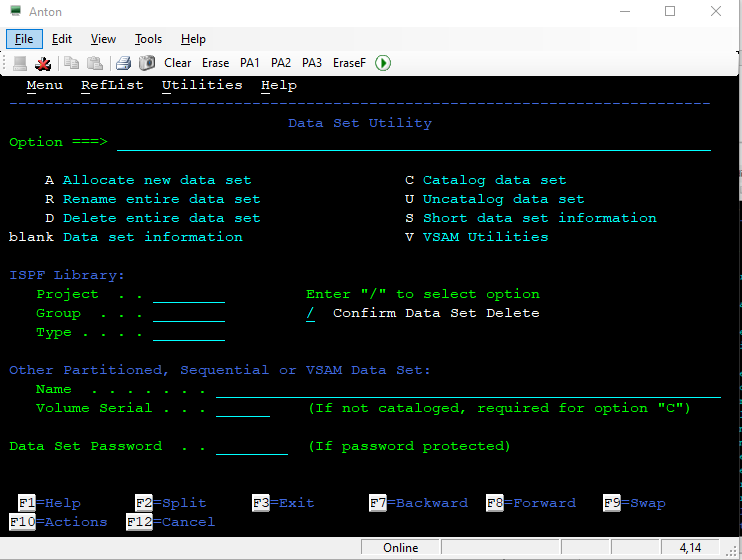 Anton
File Edit View Tools Help
Clear Erase PA1 PA2 PA3 EraseF
Menu RefList Utilities Help
-------------------------------------------------------------------------------
Data Set Utility
Option ===>
A Allocate new data set C Catalog data set
R Rename entire data set U Uncatalog data set
D Delete entire data set S Short data set information
blank Data set information V VSAM Utilities
ISPF Library:
Project . . Enter "/" to select option
Group . . . / Confirm Data Set Delete
Type . . . .
Other Partitioned, Sequential or VSAM Data Set:
Name . . . . . . .
Volume Serial . . . (If not cataloged, required for option "C")
Data Set Password . . (If password protected)
F1=Help F2=Split F3=Exit F7=Backward F8=Forward F9=Swap
F10=Actions F12=Cancel
Online 4,14